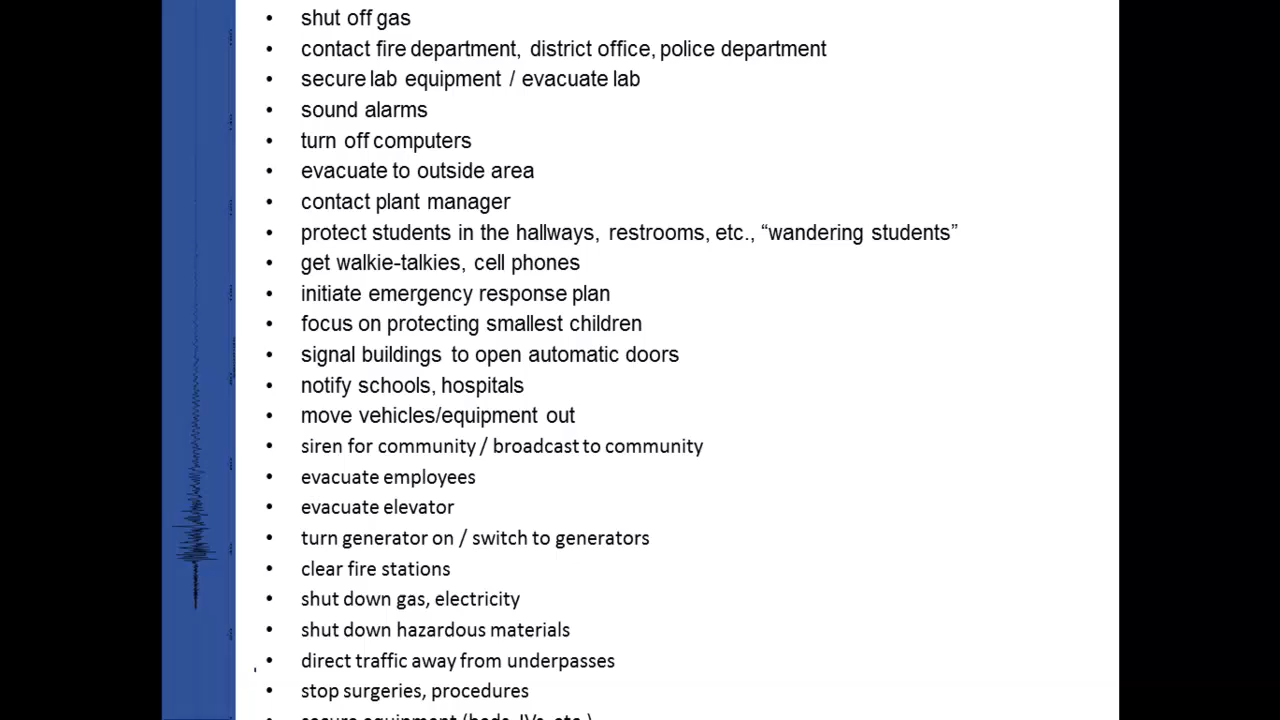 • shut off gas
• contact fire department, district office, police department
• secure lab equipment / evacuate lab
• sound alarms
• turn off computers
• evacuate to outside area
• contact plant manager
• protect students in the hallways, restrooms, etc., “wandering students”
• get walkie-talkies, cell phones
• initiate emergency response plan
• focus on protecting smallest children
• signal buildings to open automatic doors
• notify schools, hospitals
• move vehicles/equipment out
• siren for community / broadcast to community
• evacuate employees
• evacuate elevator
• turn generator on / switch to generators
• clear fire stations
• shut down gas, electricity
• shut down hazardous materials
• direct traffic away from underpasses
• stop surgeries, procedures
secure equipment (beds, IVs, etc.)